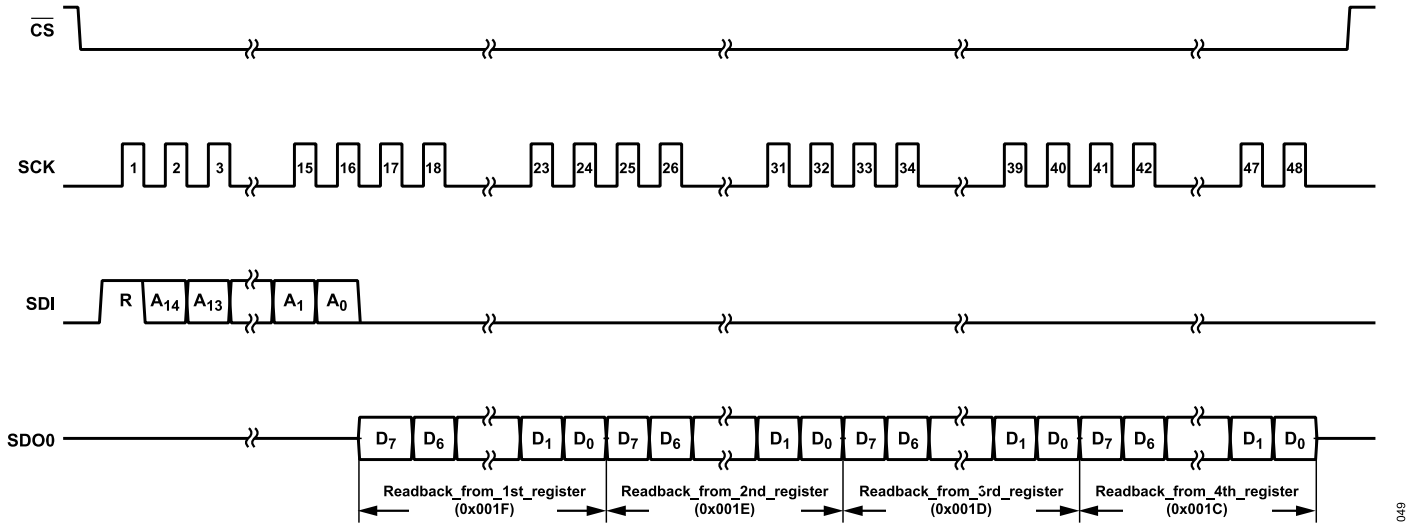 CS
SCK 1 2 3 15 16 17 18 23 24 25 26 31 32 33 34 39 40 41 42 47 48
SDI R A14 A13 A1 A0
SDO0 D7 D6 D1 D0 D7 D6 D1 D0 D7 D6 D1 D0 D7 D6 D1 D0
Readback_from_1st_register Readback_from_2nd_register Readback_from_3rd_register Readback_from_4th_register
(0x001F) (0x001E) (0x001D) (0x001C)
049